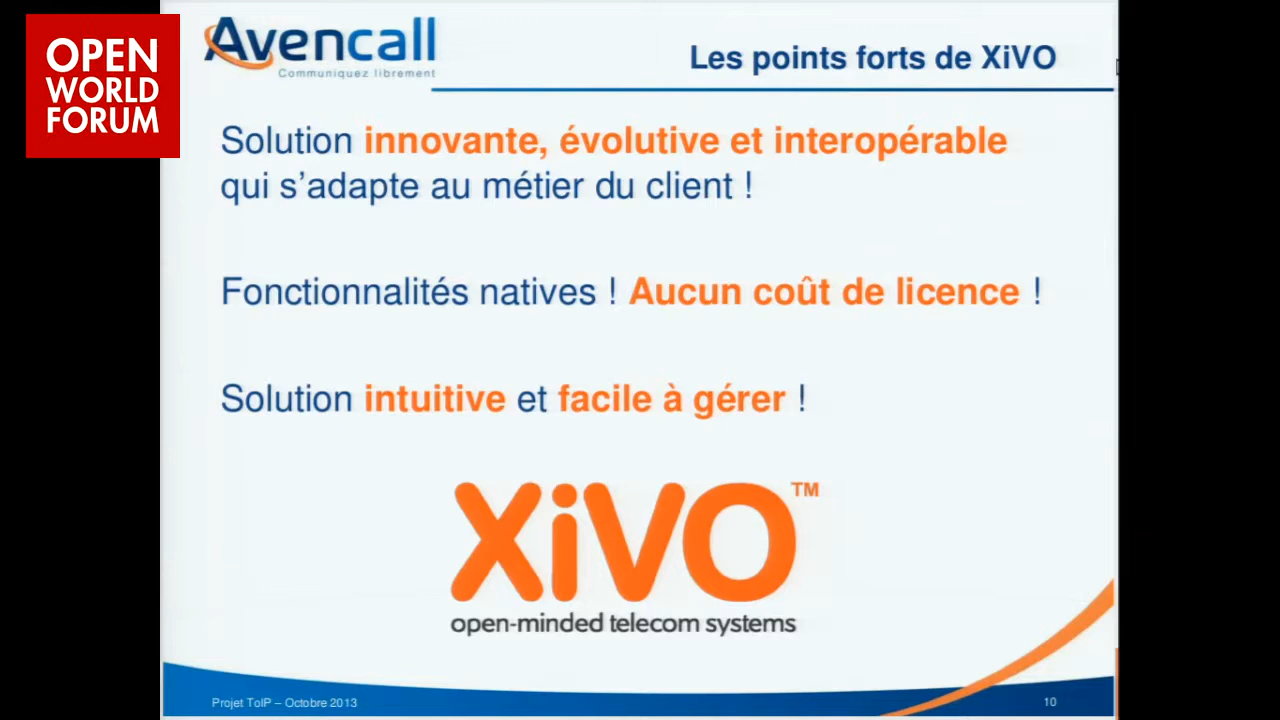 OPEN
WORLD
FORUM
Avencall
Communiquez librement
Les points forts de XiVO
Solution innovante, évolutive et interopérable
qui s’adapte au métier du client !
Fonctionnalités natives ! Aucun coût de licence !
Solution intuitive et facile à gérer !
XiVO™
open-minded telecom systems
Projet ToIP – Octobre 2013
10